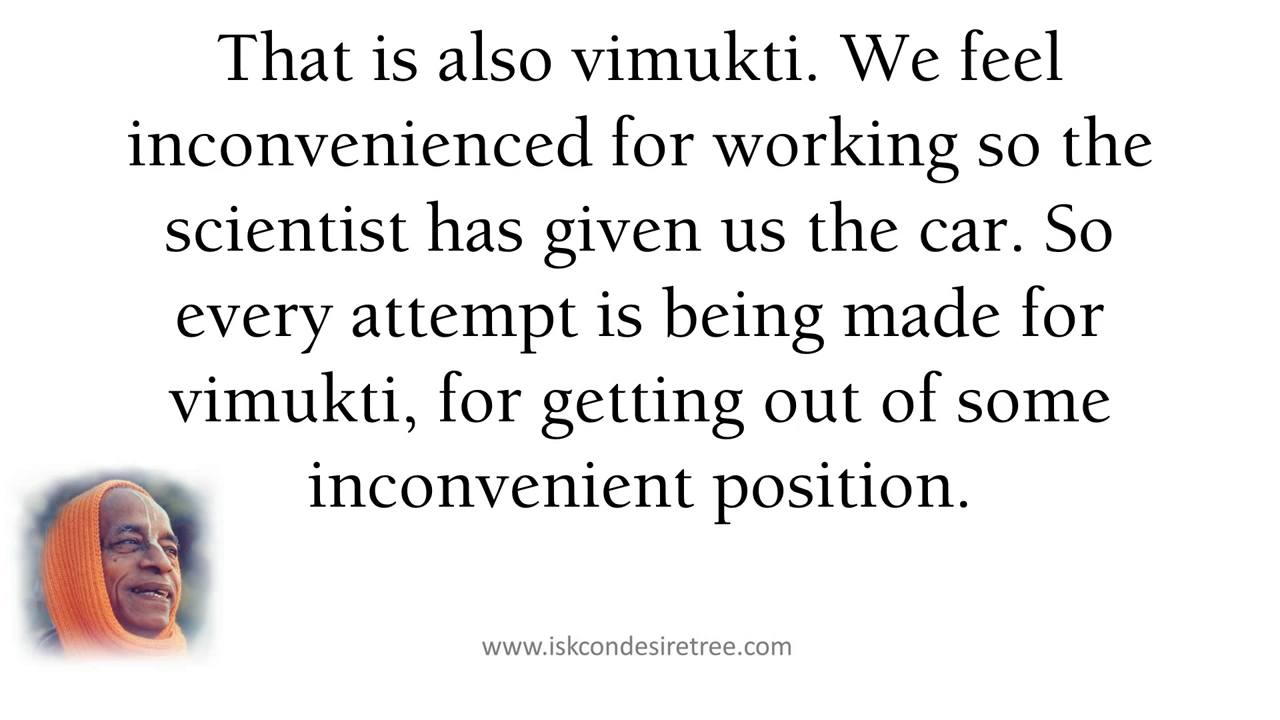 That is also vimukti. We feel
inconvenienced for working so the
scientist has given us the car. So
every attempt is being made for
vimukti, for getting out of some
inconvenient position.
www.iskcondesiretree.com